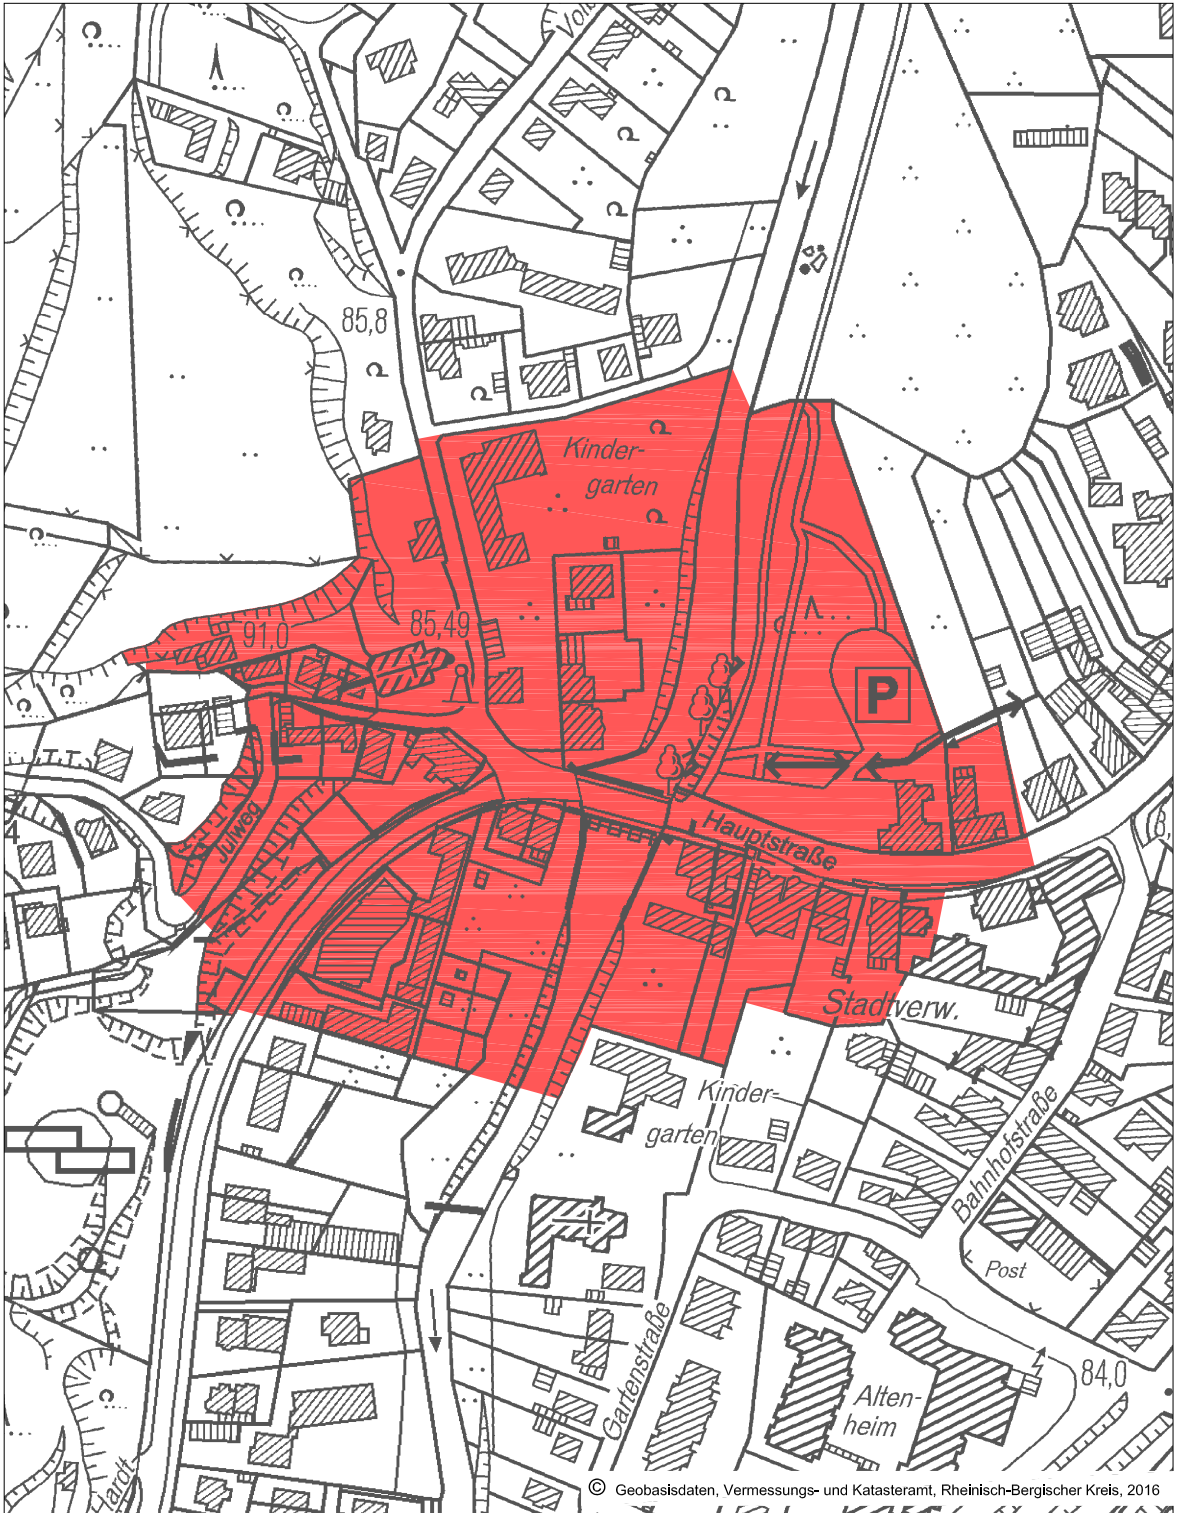 85,8
Kinder-
garten
91,0
85,49
P
Jülweg
Hauptstraße
Stadtverw.
Kinder-
garten
Bahnhofstraße
Post
Gartenstraße
84,0
Alten-
heim
© Geobasisdaten, Vermessungs- und Katasteramt, Rheinisch-Bergischer Kreis, 2016